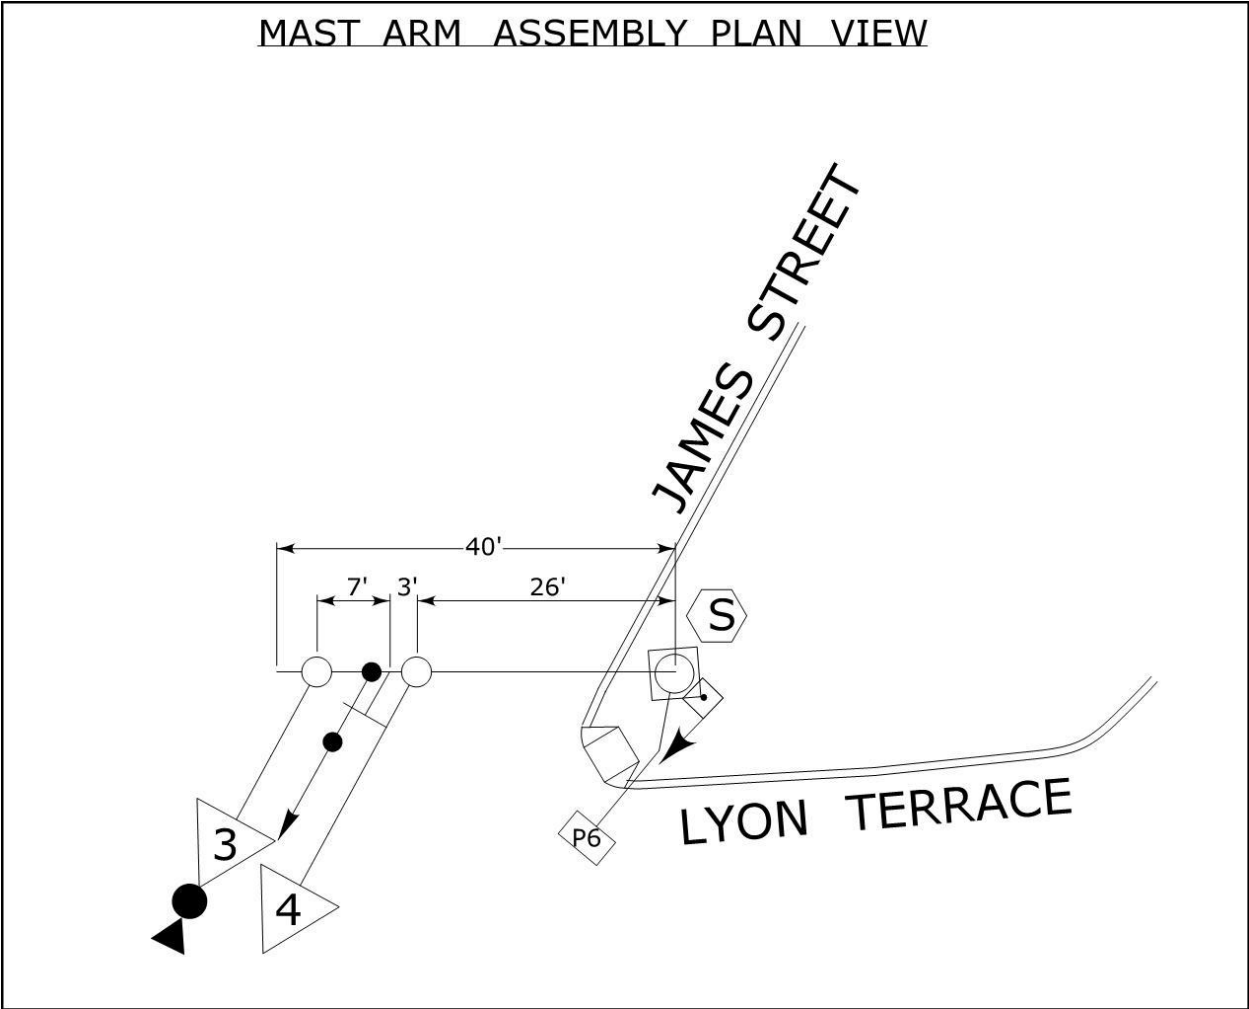 MAST ARM ASSEMBLY PLAN VIEW
JAMES STREET
40'
7'
3'
26'
S
LYON TERRACE
P6
3
4